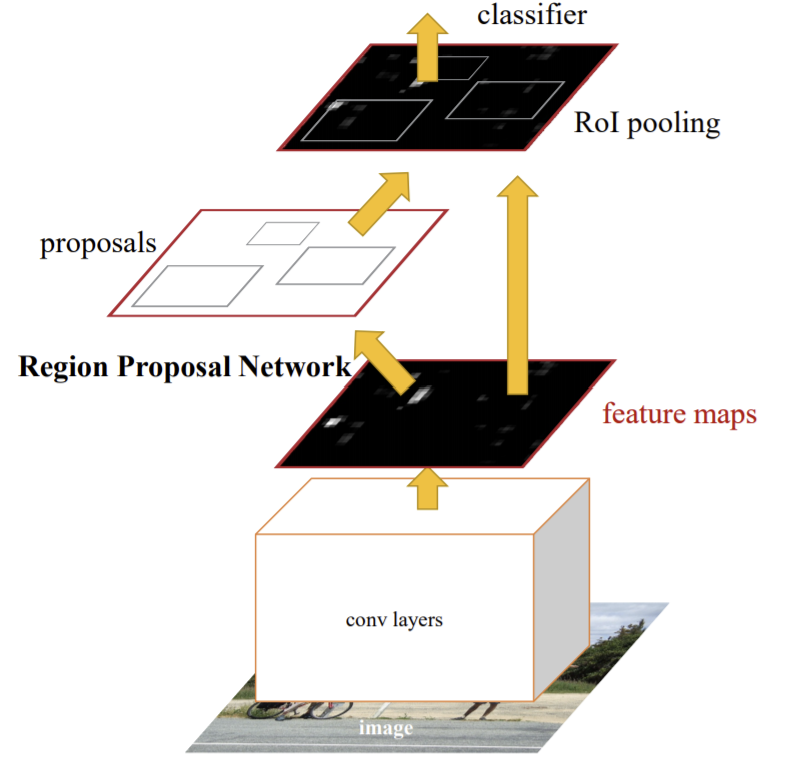 classifier
RoI pooling
proposals
Region Proposal Network
feature maps
conv layers
image